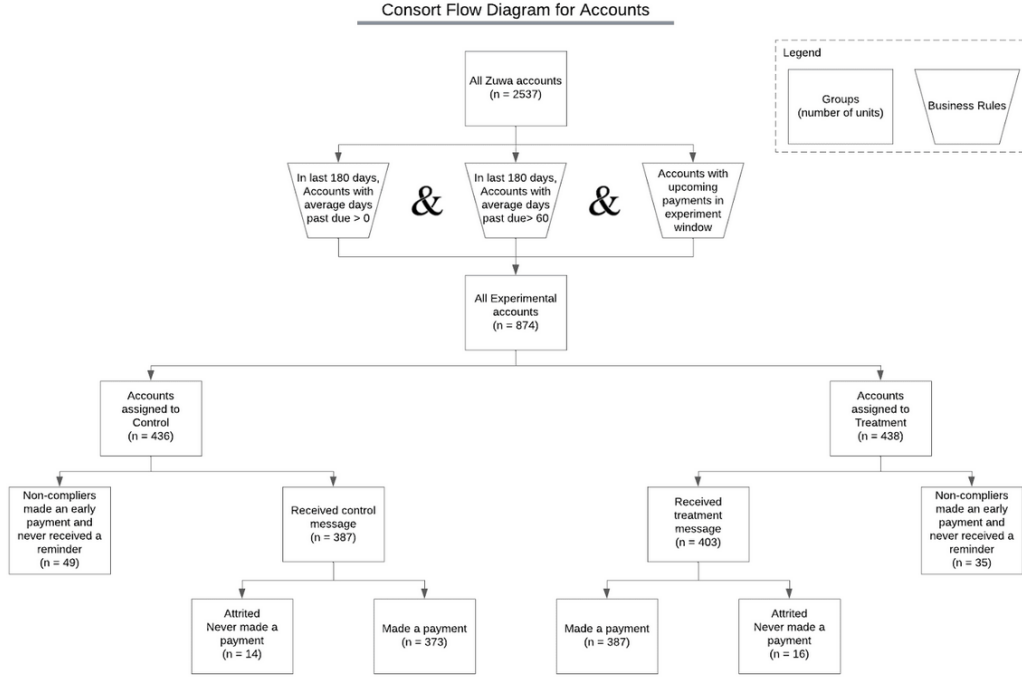 Consort Flow Diagram for Accounts
Legend
Groups
(number of units)
Business Rules
All Zuwa accounts
(n = 2537)
In last 180 days,
Accounts with
average days
past due > 0
&
In last 180 days,
Accounts with
average days
past due> 60
&
Accounts with
upcoming
payments in
experiment
window
All Experimental
accounts
(n = 874)
Accounts
assigned to
Control
(n = 436)
Accounts
assigned to
Treatment
(n = 438)
Non-compliers
made an early
payment and
never received a
reminder
(n = 49)
Received control
message
(n = 387)
Received
treatment
message
(n = 403)
Non-compliers
made an early
payment and
never received a
reminder
(n = 35)
Attrited
Never made a
payment
(n = 14)
Made a payment
(n = 373)
Made a payment
(n = 387)
Attrited
Never made a
payment
(n = 16)